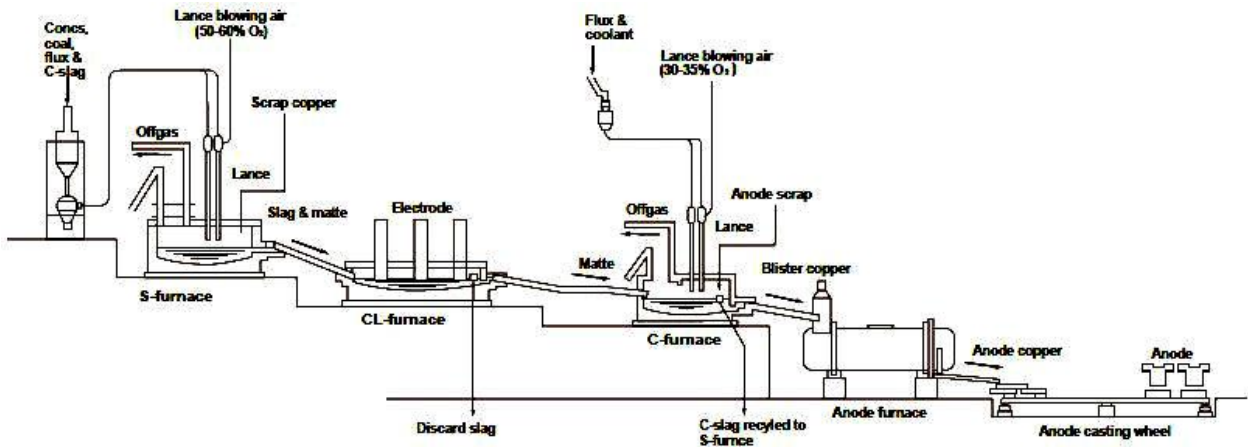 Concs,
coal,
flux &
C-slag
Lance blowing air
(50-60% O₂)
Scrap copper
Offgas
Lance
S-furnace
Slag & matte
Electrode
CL-furnace
Discard slag
Flux &
coolant
Lance blowing air
(30-35% O₂ )
Anode scrap
Offgas
Lance
Matte
C-furnace
C-slag recyled to
S-furnce
Blister copper
Anode furnace
Anode copper
Anode
Anode casting wheel